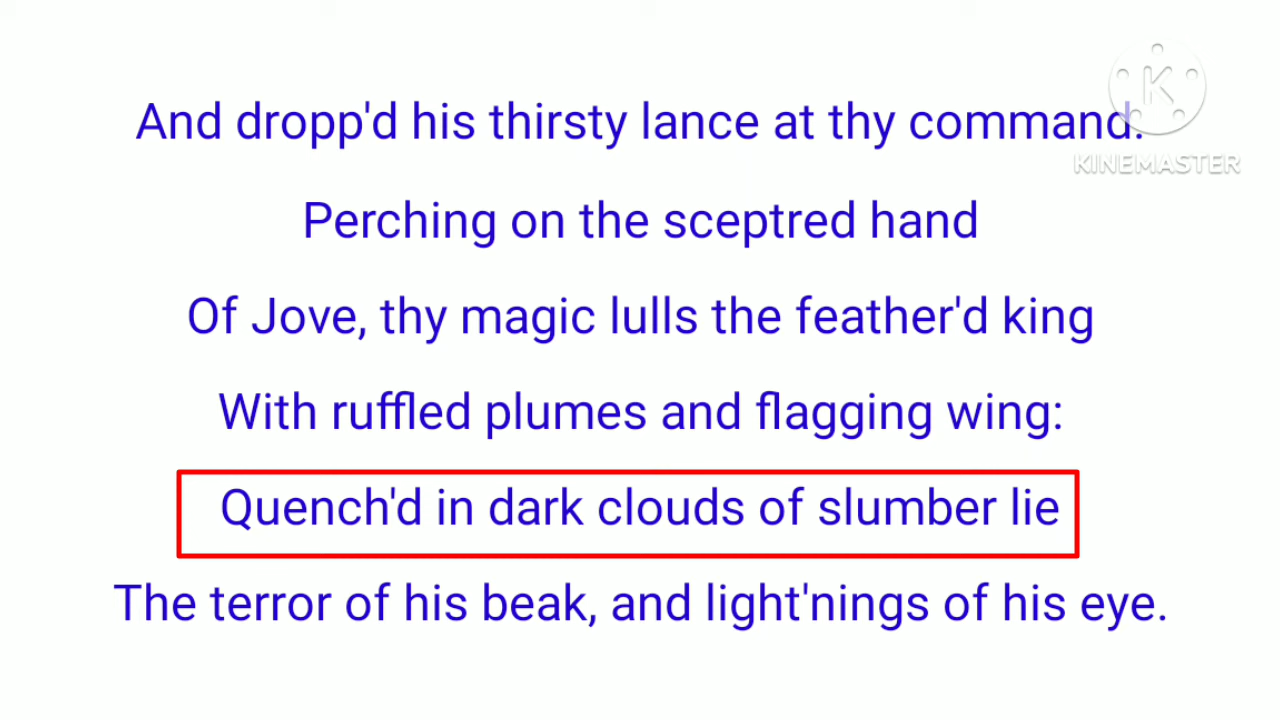 And dropp'd his thirsty lance at thy command.
KINEMASTER
Perching on the sceptred hand
Of Jove, thy magic lulls the feather'd king
With ruffled plumes and flagging wing:
Quench'd in dark clouds of slumber lie
The terror of his beak, and light'nings of his eye.